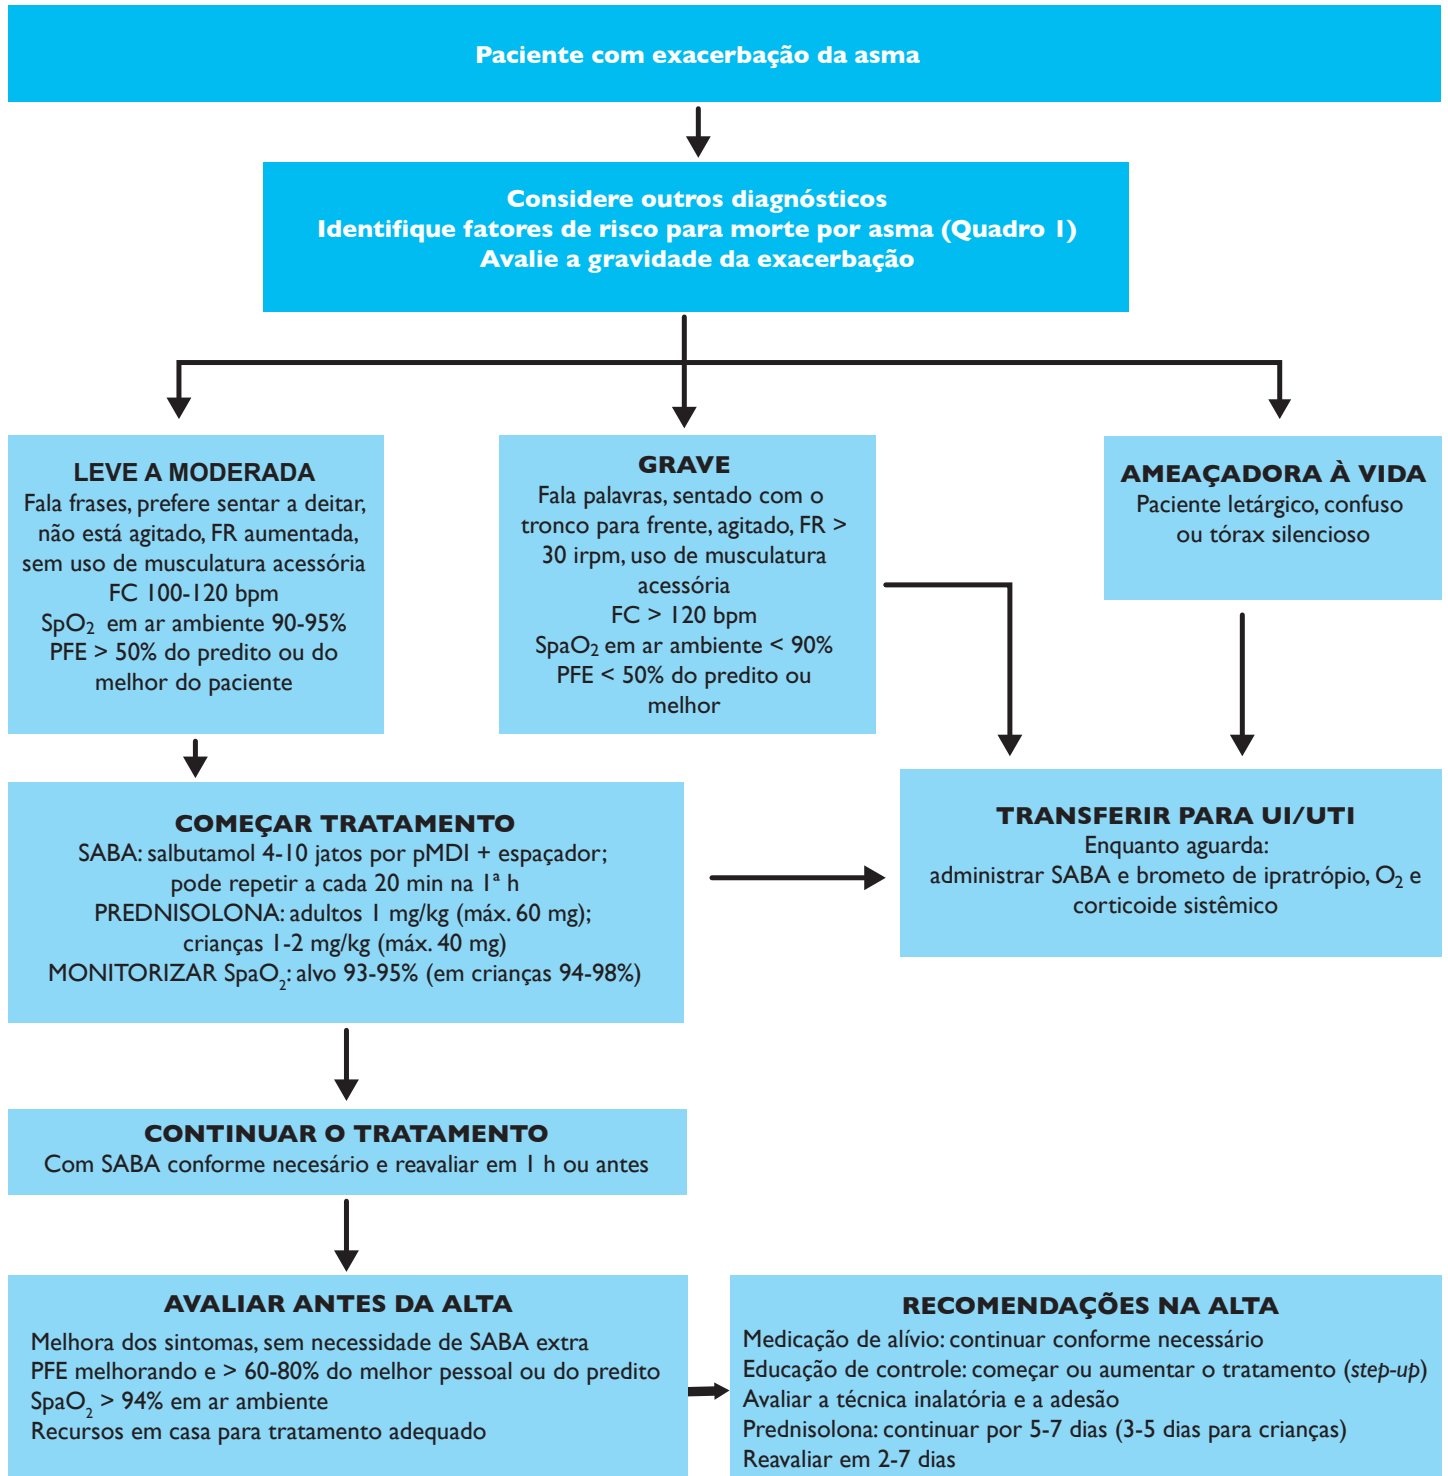 Paciente com exacerbação da asma
Considere outros diagnósticos
Identifique fatores de risco para morte por asma (Quadro 1)
Avalie a gravidade da exacerbação
LEVE A MODERADA
Fala frases, prefere sentar a deitar,
não está agitado, FR aumentada,
sem uso de musculatura acessória
FC 100-120 bpm
SpO₂ em ar ambiente 90-95%
PFE > 50% do predito ou do
melhor do paciente
GRAVE
Fala palavras, sentado com o
tronco para frente, agitado, FR >
30 irpm, uso de musculatura
acessória
FC > 120 bpm
SpaO₂ em ar ambiente < 90%
PFE < 50% do predito ou
melhor
AMEAÇADORA À VIDA
Paciente letárgico, confuso
ou tórax silencioso
COMEÇAR TRATAMENTO
SABA: salbutamol 4-10 jatos por pMDI + espaçador;
pode repetir a cada 20 min na 1ª h
PREDNISOLONA: adultos 1 mg/kg (máx. 60 mg);
crianças 1-2 mg/kg (máx. 40 mg)
MONITORIZAR SpaO₂: alvo 93-95% (em crianças 94-98%)
TRANSFERIR PARA UI/UTI
Enquanto aguarda:
administrar SABA e brometo de ipratrópio, O₂ e
corticoide sistêmico
CONTINUAR O TRATAMENTO
Com SABA conforme necesário e reavaliar em 1 h ou antes
AVALIAR ANTES DA ALTA
Melhora dos sintomas, sem necessidade de SABA extra
PFE melhorando e > 60-80% do melhor pessoal ou do predito
SpaO₂ > 94% em ar ambiente
Recursos em casa para tratamento adequado
RECOMENDAÇÕES NA ALTA
Medicação de alívio: continuar conforme necessário
Educação de controle: começar ou aumentar o tratamento (step-up)
Avaliar a técnica inalatória e a adesão
Prednisolona: continuar por 5-7 dias (3-5 dias para crianças)
Reavaliar em 2-7 dias